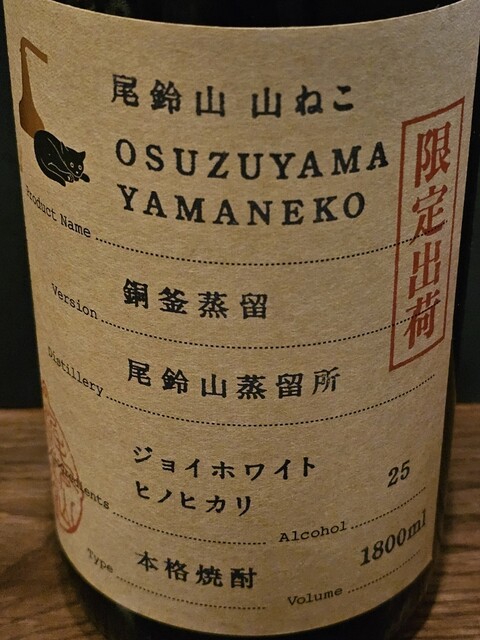 尾鈴山 山ねこ
OSUZUYAMA
YAMANEKO
Product Name
限定出荷
Version
銅釜蒸留
Distillery
尾鈴山蒸留所
ジョイホワイト
ヒノヒカリ
Alcohol 25
Type 本格焼酎
Volume 1800ml